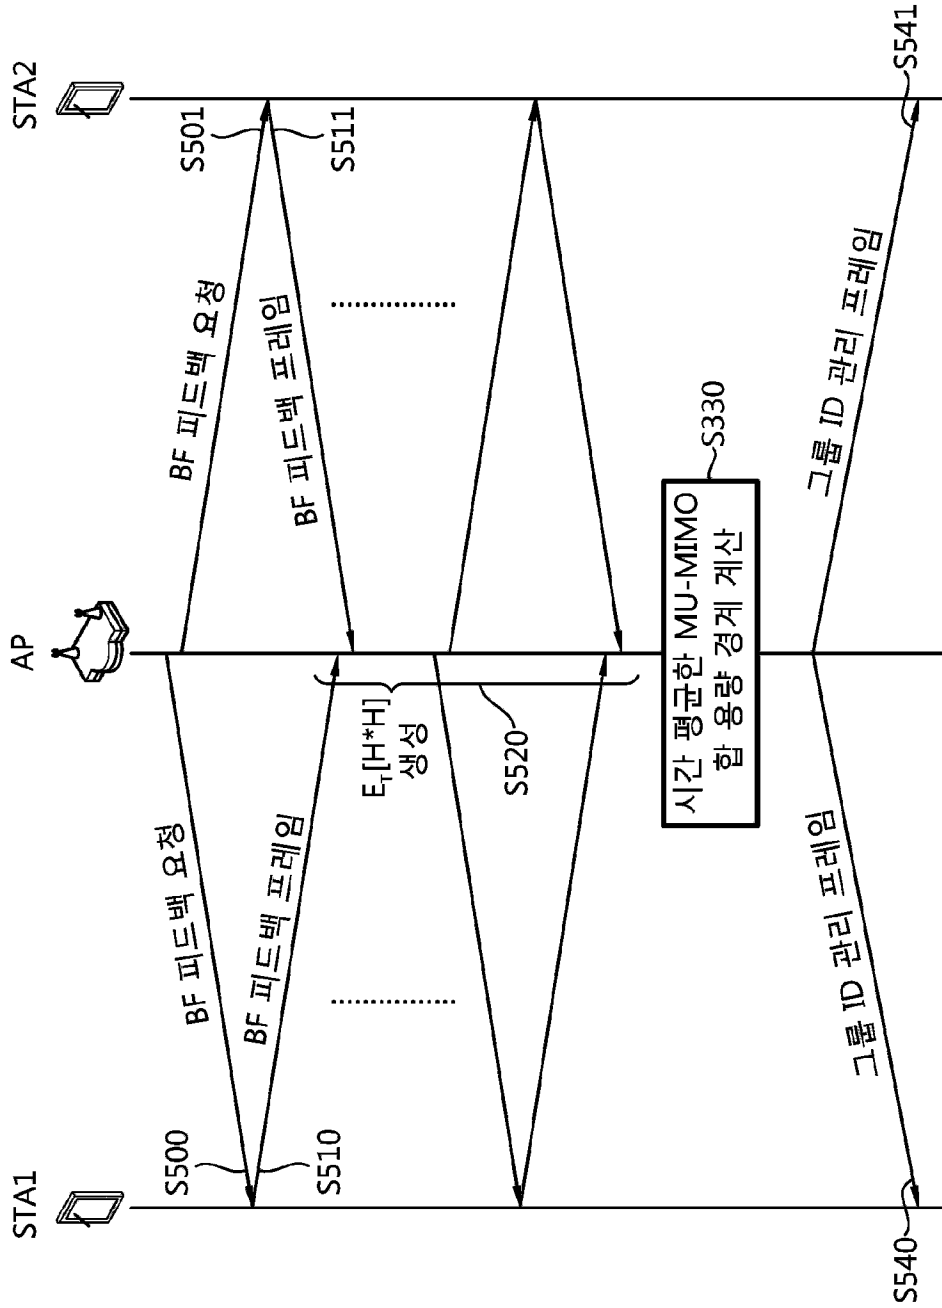 STA1
AP
STA2
BF 피드백 요청
BF 피드백 요청
S500
S501
BF 피드백 프레임
BF 피드백 프레임
S510
S511
E_T[H*H]
생성
S520
시간 평균한 MU-MIMO
합 용량 경계 계산
S330
그룹 ID 관리 프레임
그룹 ID 관리 프레임
S540
S541